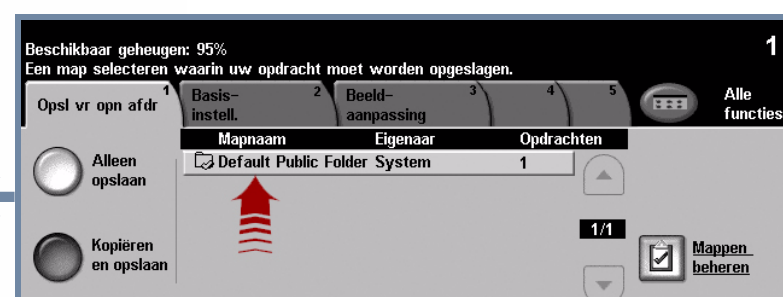 Beschikbaar geheugen: 95%
1
Een map selecteren waarin uw opdracht moet worden opgeslagen.
Opsl vr opn afdr
1
Basis-
instell.
2
Beeld-
aanpassing
3
4
5
Alle
functies
Mapnaam Eigenaar Opdrachten
Default Public Folder System 1
Alleen
opslaan
1/1
Kopiëren
en opslaan
Mappen
beheren